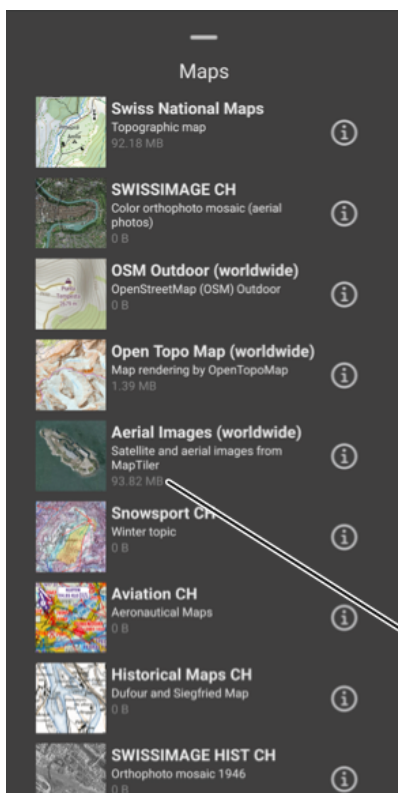 Maps
Swiss National Maps
Topographic map
92.18 MB
SWISSIMAGE CH
Color orthophoto mosaic (aerial
photos)
0 B
OSM Outdoor (worldwide)
OpenStreetMap (OSM) Outdoor
0 B
Open Topo Map (worldwide)
Map rendering by OpenTopoMap
1.39 MB
Aerial Images (worldwide)
Satellite and aerial images from
MapTiler
93.82 MB
Snowsport CH
Winter topic
0 B
Aviation CH
Aeronautical Maps
0 B
Historical Maps CH
Dufour and Siegfried Map
0 B
SWISSIMAGE HIST CH
Orthophoto mosaic 1946
0 B